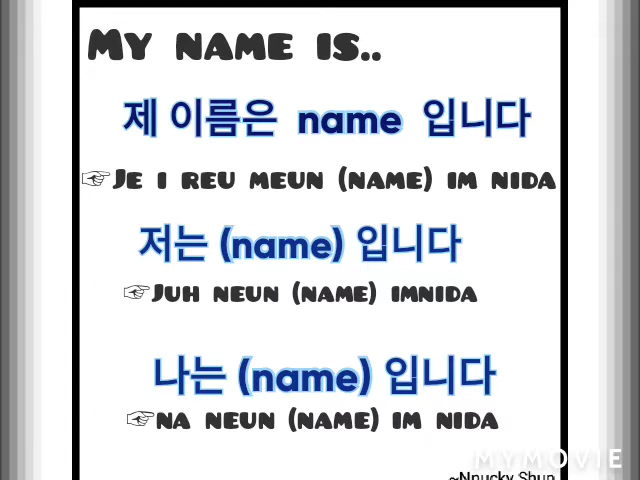 My name is..
제 이름은 name 입니다
☞Je i reu meun (name) im nida
저는 (name) 입니다
☞Juh neun (name) imnida
나는 (name) 입니다
☞na neun (name) im nida
MYMOVIE
~Nnucky Shun